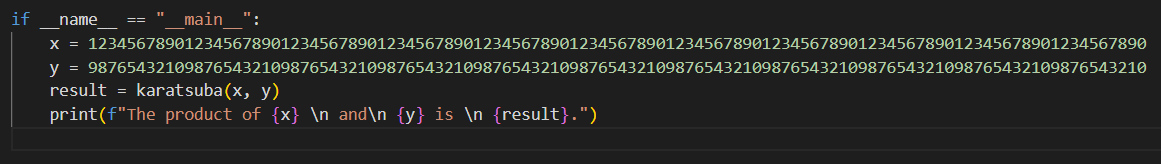 if __name__ == "__main__":
    x = 12345678901234567890123456789012345678901234567890123456789012345678901234567890123456789012345678901234567890
    y = 98765432109876543210987654321098765432109876543210987654321098765432109876543210987654321098765432109876543210
    result = karatsuba(x, y)
    print(f"The product of {x} \n and\n {y} is \n {result}.")